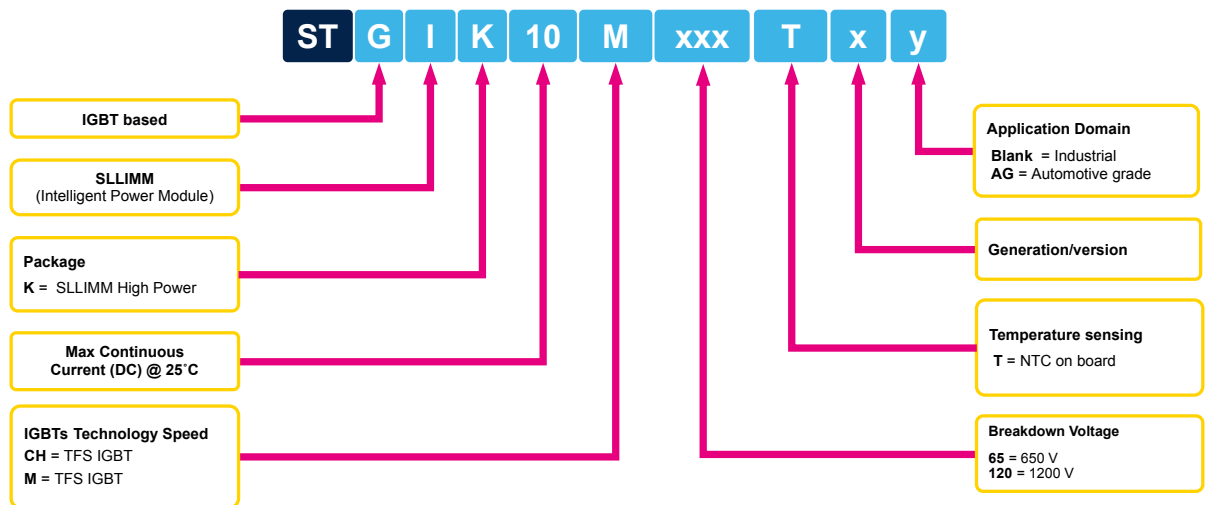 ST G I K 10 M xxx T x y
IGBT based
SLLIMM
(Intelligent Power Module)
Package
K = SLLIMM High Power
Max Continuous
Current (DC) @ 25˚C
IGBTs Technology Speed
CH = TFS IGBT
M = TFS IGBT
Application Domain
Blank = Industrial
AG = Automotive grade
Generation/version
Temperature sensing
T = NTC on board
Breakdown Voltage
65 = 650 V
120 = 1200 V